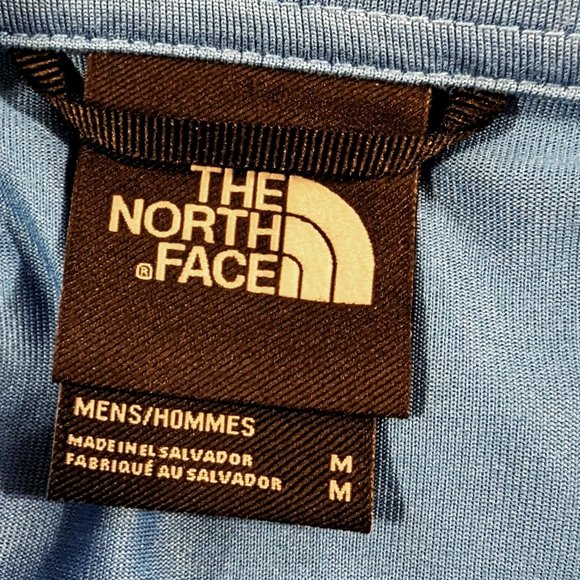 THE
NORTH
® FACE
MENS/HOMMES
MADE IN EL SALVADOR M
FABRIQUÉ AU SALVADOR M